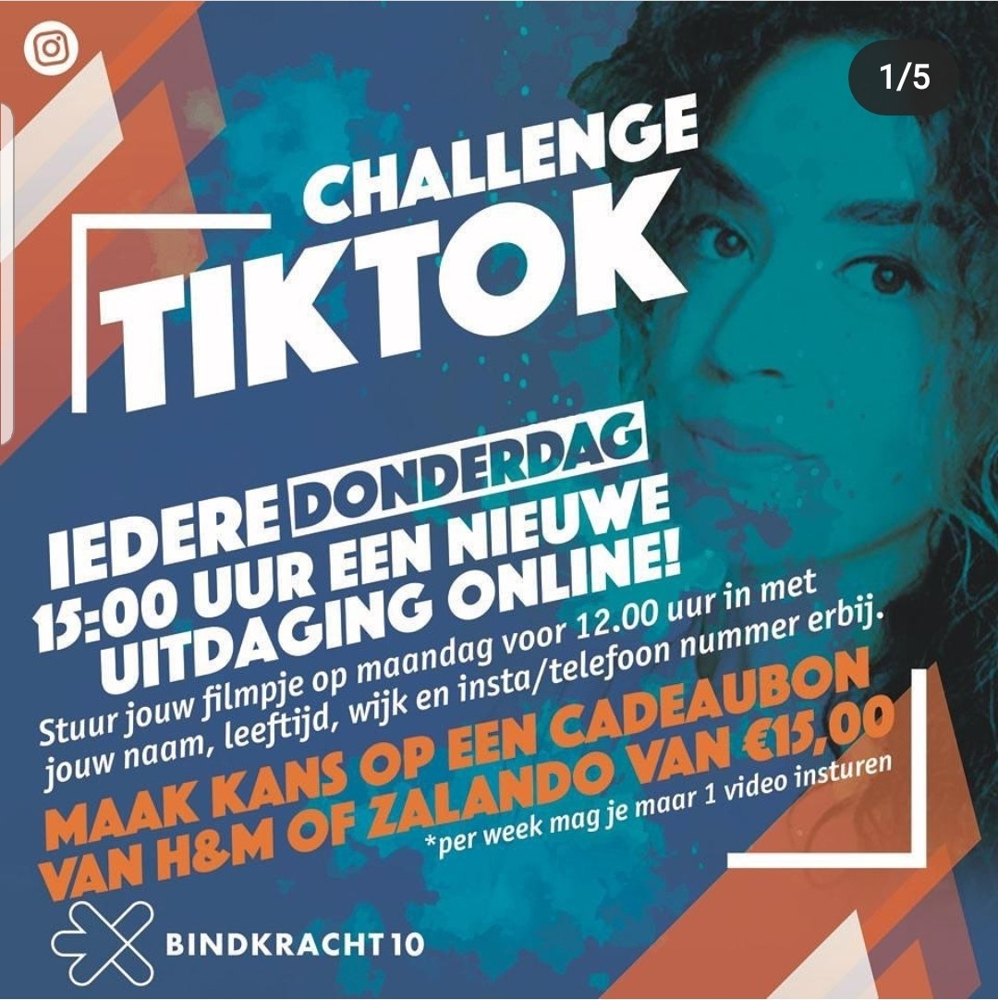 1/5
CHALLENGE
TIKTOK
IEDERE DONDERDAG
15:00 UUR EEN NIEUWE
UITDAGING ONLINE!
Stuur jouw filmpje op maandag voor 12.00 uur in met
jouw naam, leeftijd, wijk en insta/telefoon nummer erbij.
MAAK KANS OP EEN CADEAUBON
VAN H&M OF ZALANDO VAN €15,00
*per week mag je maar 1 video insturen
BINDKRACHT10